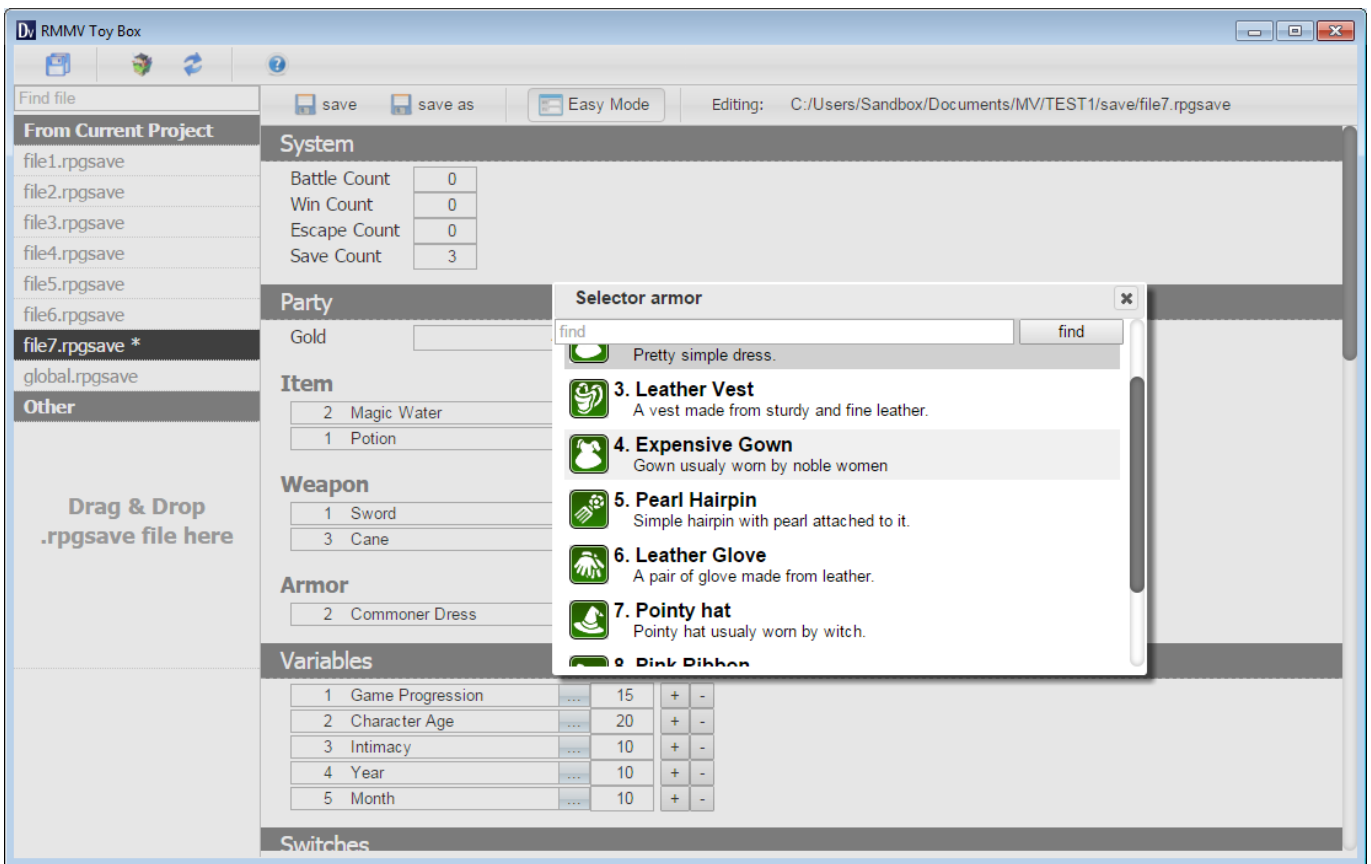 Dv RMMV Toy Box
Find file
save save as Easy Mode Editing: C:/Users/Sandbox/Documents/MV/TEST1/save/file7.rpgsave
From Current Project
file1.rpgsave
file2.rpgsave
file3.rpgsave
file4.rpgsave
file5.rpgsave
file6.rpgsave
file7.rpgsave *
global.rpgsave
Other
Drag & Drop
.rpgsave file here
System
Battle Count 0
Win Count 0
Escape Count 0
Save Count 3
Party
Gold
Item
2 Magic Water
1 Potion
Weapon
1 Sword
3 Cane
Armor
2 Commoner Dress
Selector armor
find find
Pretty simple dress.
3. Leather Vest
A vest made from sturdy and fine leather.
4. Expensive Gown
Gown usualy worn by noble women
5. Pearl Hairpin
Simple hairpin with pearl attached to it.
6. Leather Glove
A pair of glove made from leather.
7. Pointy hat
Pointy hat usualy worn by witch.
8. Pink Ribbon
Variables
1 Game Progression ... 15 + -
2 Character Age ... 20 + -
3 Intimacy ... 10 + -
4 Year ... 10 + -
5 Month ... 10 + -
Switches